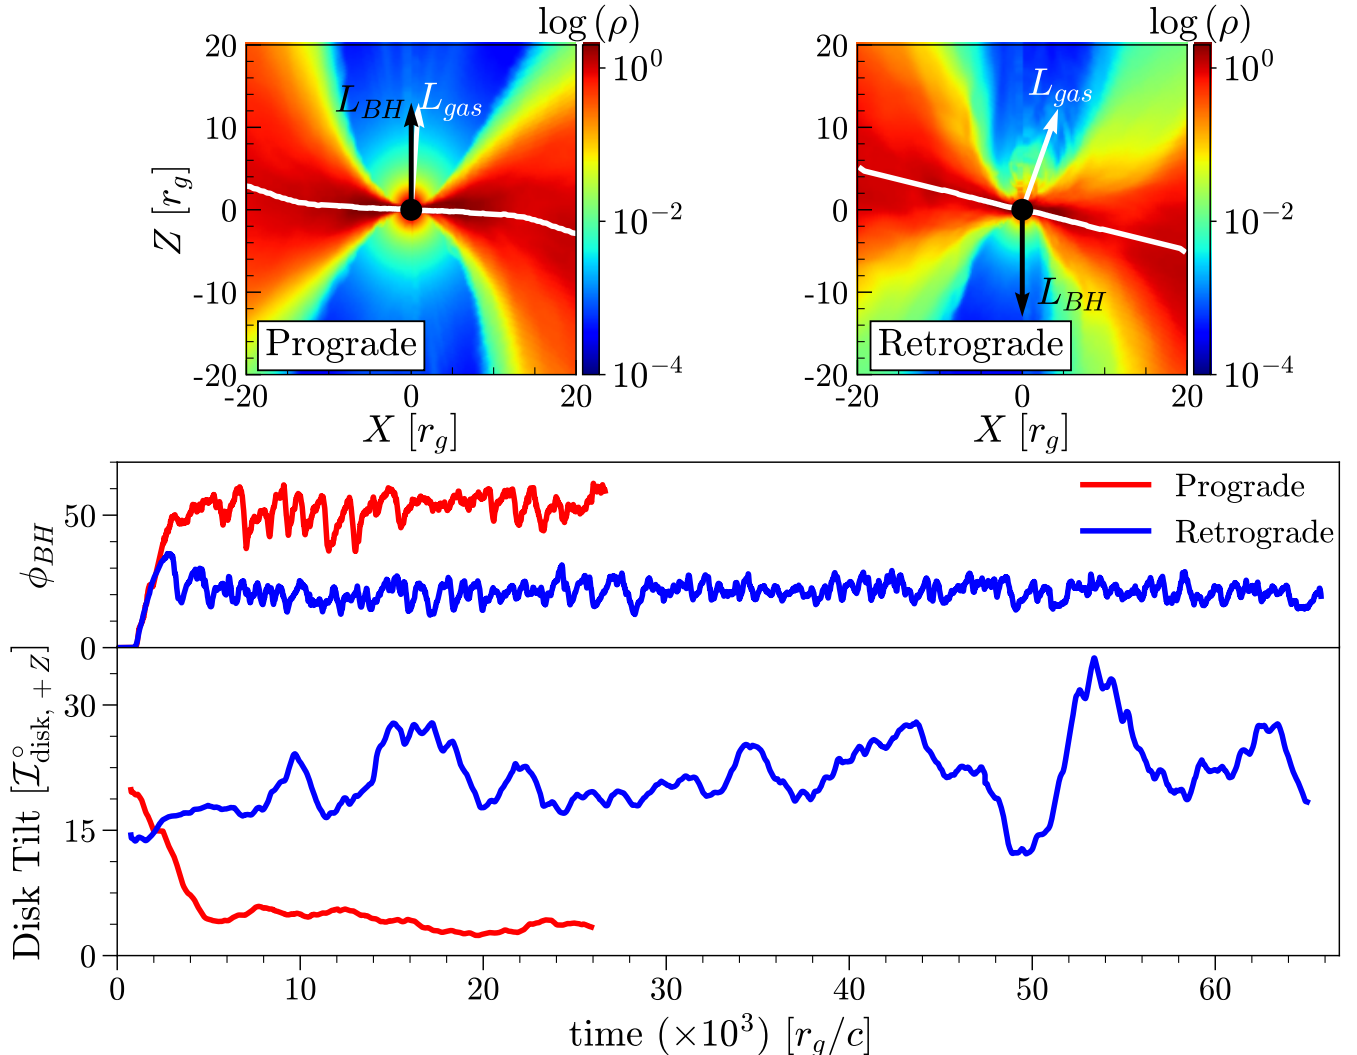 log (ρ)
log (ρ)
20
10
0
-10
-20
Z [r_g]
L_BH
L_gas
Prograde
10^0
10^−2
10^−4
-20
0
20
X [r_g]
20
10
0
-10
-20
L_gas
L_BH
Retrograde
10^0
10^−2
10^−4
-20
0
20
X [r_g]
50
0
ϕ_BH
Prograde
Retrograde
30
15
0
Disk Tilt [𝓘°_disk, +Z]
0
10
20
30
40
50
60
time (×10^3) [r_g/c]